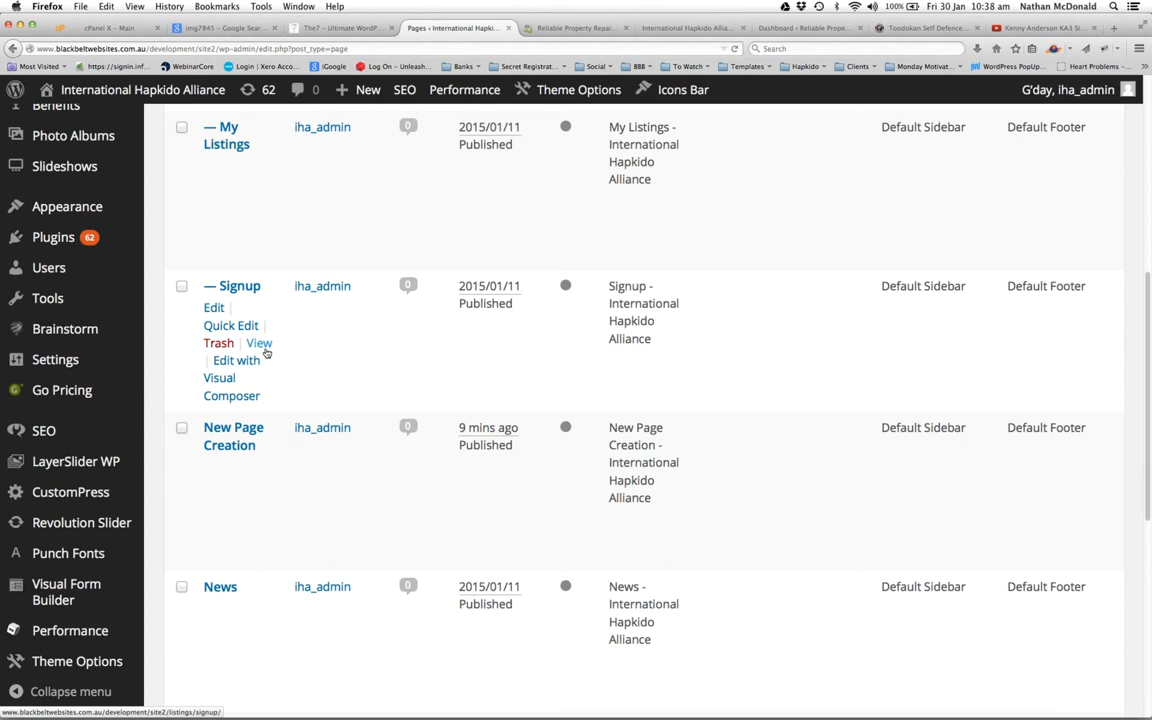 Firefox File Edit View History Bookmarks Tools Window Help 100% Fri 30 Jan 10:38 am Nathan McDonald
cPanel X – Main img7845 – Google Sear... The7 – Ultimate WordP... Pages ‹ International Hapki... Reliable Property Repai... International Hapkido Allia... Dashboard ‹ Reliable Prope... Toodokan Self Defence... Kenny Anderson KA3 Si...
www.blackbeltwebsites.com.au/development/site2/wp-admin/edit.php?post_type=page Search
Most Visited https://signin.inf... WebinarCore Login | Xero Acco... iGoogle Log On – Unleash... Banks Secret Registrat... Social BBB To Watch Templates Hapkido Clients Monday Motivat... WordPress PopUp... Heart Problems –...
International Hapkido Alliance 62 0 New SEO Performance Theme Options Icons Bar G'day, iha_admin
Benefits
Photo Albums
Slideshows
Appearance
Plugins 62
Users
Tools
Brainstorm
Settings
Go Pricing
SEO
LayerSlider WP
CustomPress
Revolution Slider
Punch Fonts
Visual Form
Builder
Performance
Theme Options
Collapse menu
— My iha_admin 0 2015/01/11 My Listings - Default Sidebar Default Footer
Listings Published International
Hapkido
Alliance
— Signup iha_admin 0 2015/01/11 Signup - Default Sidebar Default Footer
Edit | Published International
Quick Edit | Hapkido
Trash | View Alliance
| Edit with
Visual
Composer
New Page iha_admin 0 9 mins ago New Page Default Sidebar Default Footer
Creation Published Creation -
International
Hapkido
Alliance
News iha_admin 0 2015/01/11 News - Default Sidebar Default Footer
Published International
Hapkido
Alliance
www.blackbeltwebsites.com.au/development/site2/listings/signup/